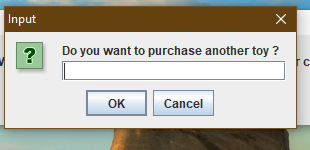 Input
Do you want to purchase another toy ?
OK
Cancel